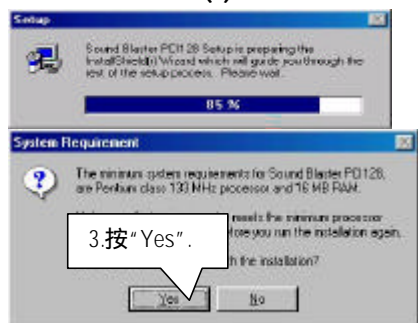 Setup
Sound Blaster PCI128 Setup is preparing the
InstallShield(r) Wizard which will guide you through the
rest of the setup process. Please wait.
85 %
System Requirement
The minimum system requirements for Sound Blaster PCI128,
are Pentium class 133 MHz processor and 16 MB RAM.
meets the minimum processor
before you run the installation again.
3.按“Yes”.
the installation?
Yes
No